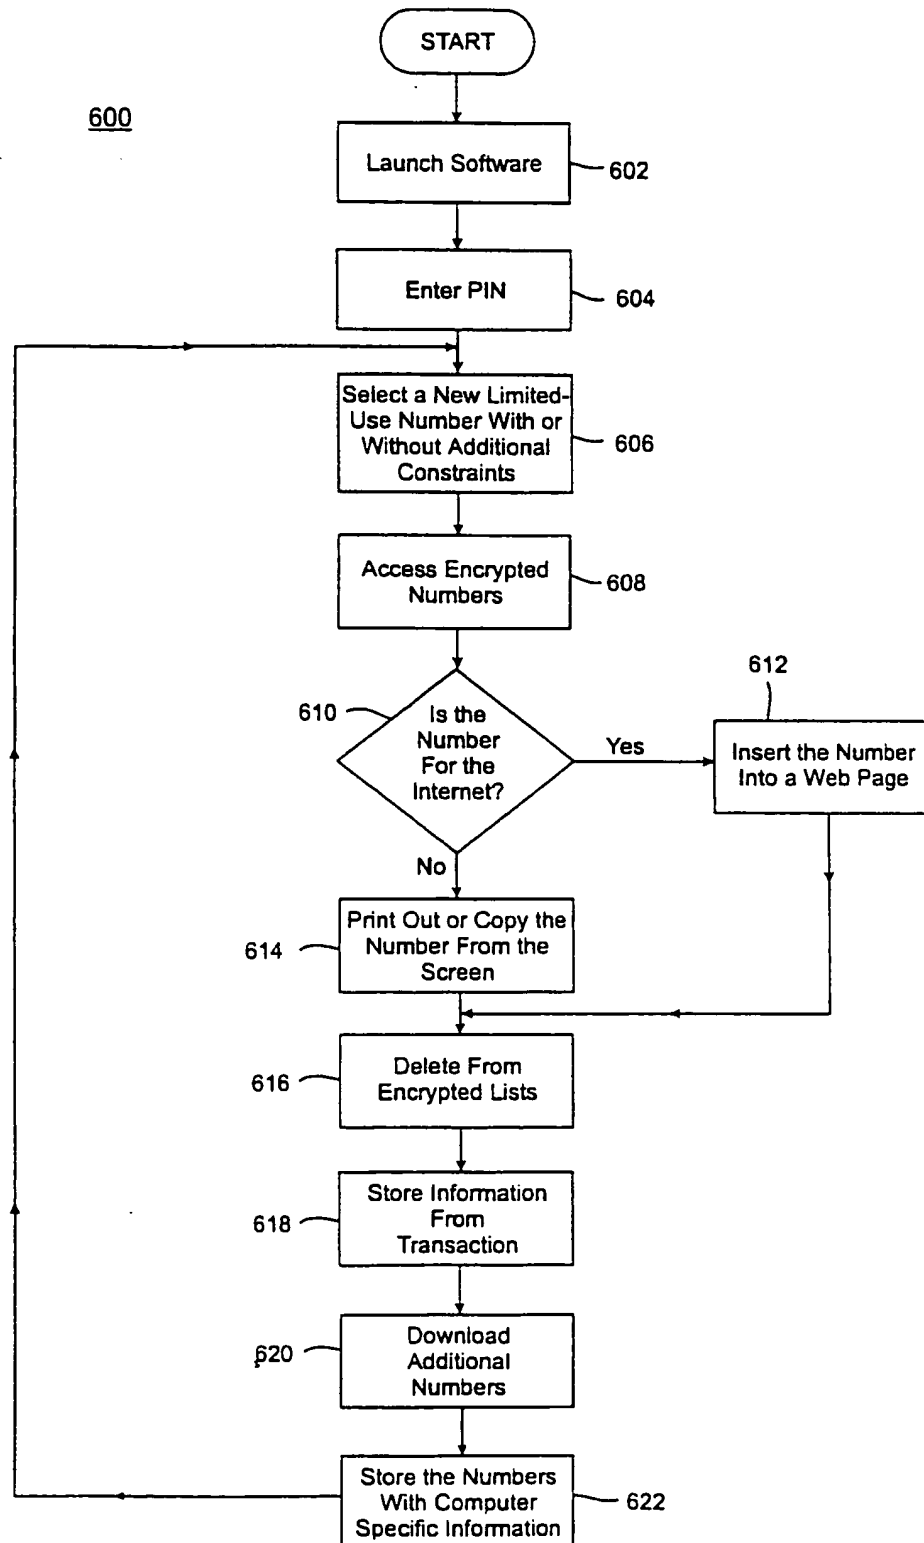 START
600
Launch Software
602
Enter PIN
604
Select a New Limited-
Use Number With or
Without Additional
Constraints
606
Access Encrypted
Numbers
608
612
610
Is the
Number
For the
Internet?
Yes
Insert the Number
Into a Web Page
No
Print Out or Copy the
Number From the
Screen
614
Delete From
Encrypted Lists
616
Store Information
From
Transaction
618
Download
Additional
Numbers
620
Store the Numbers
With Computer
Specific Information
622